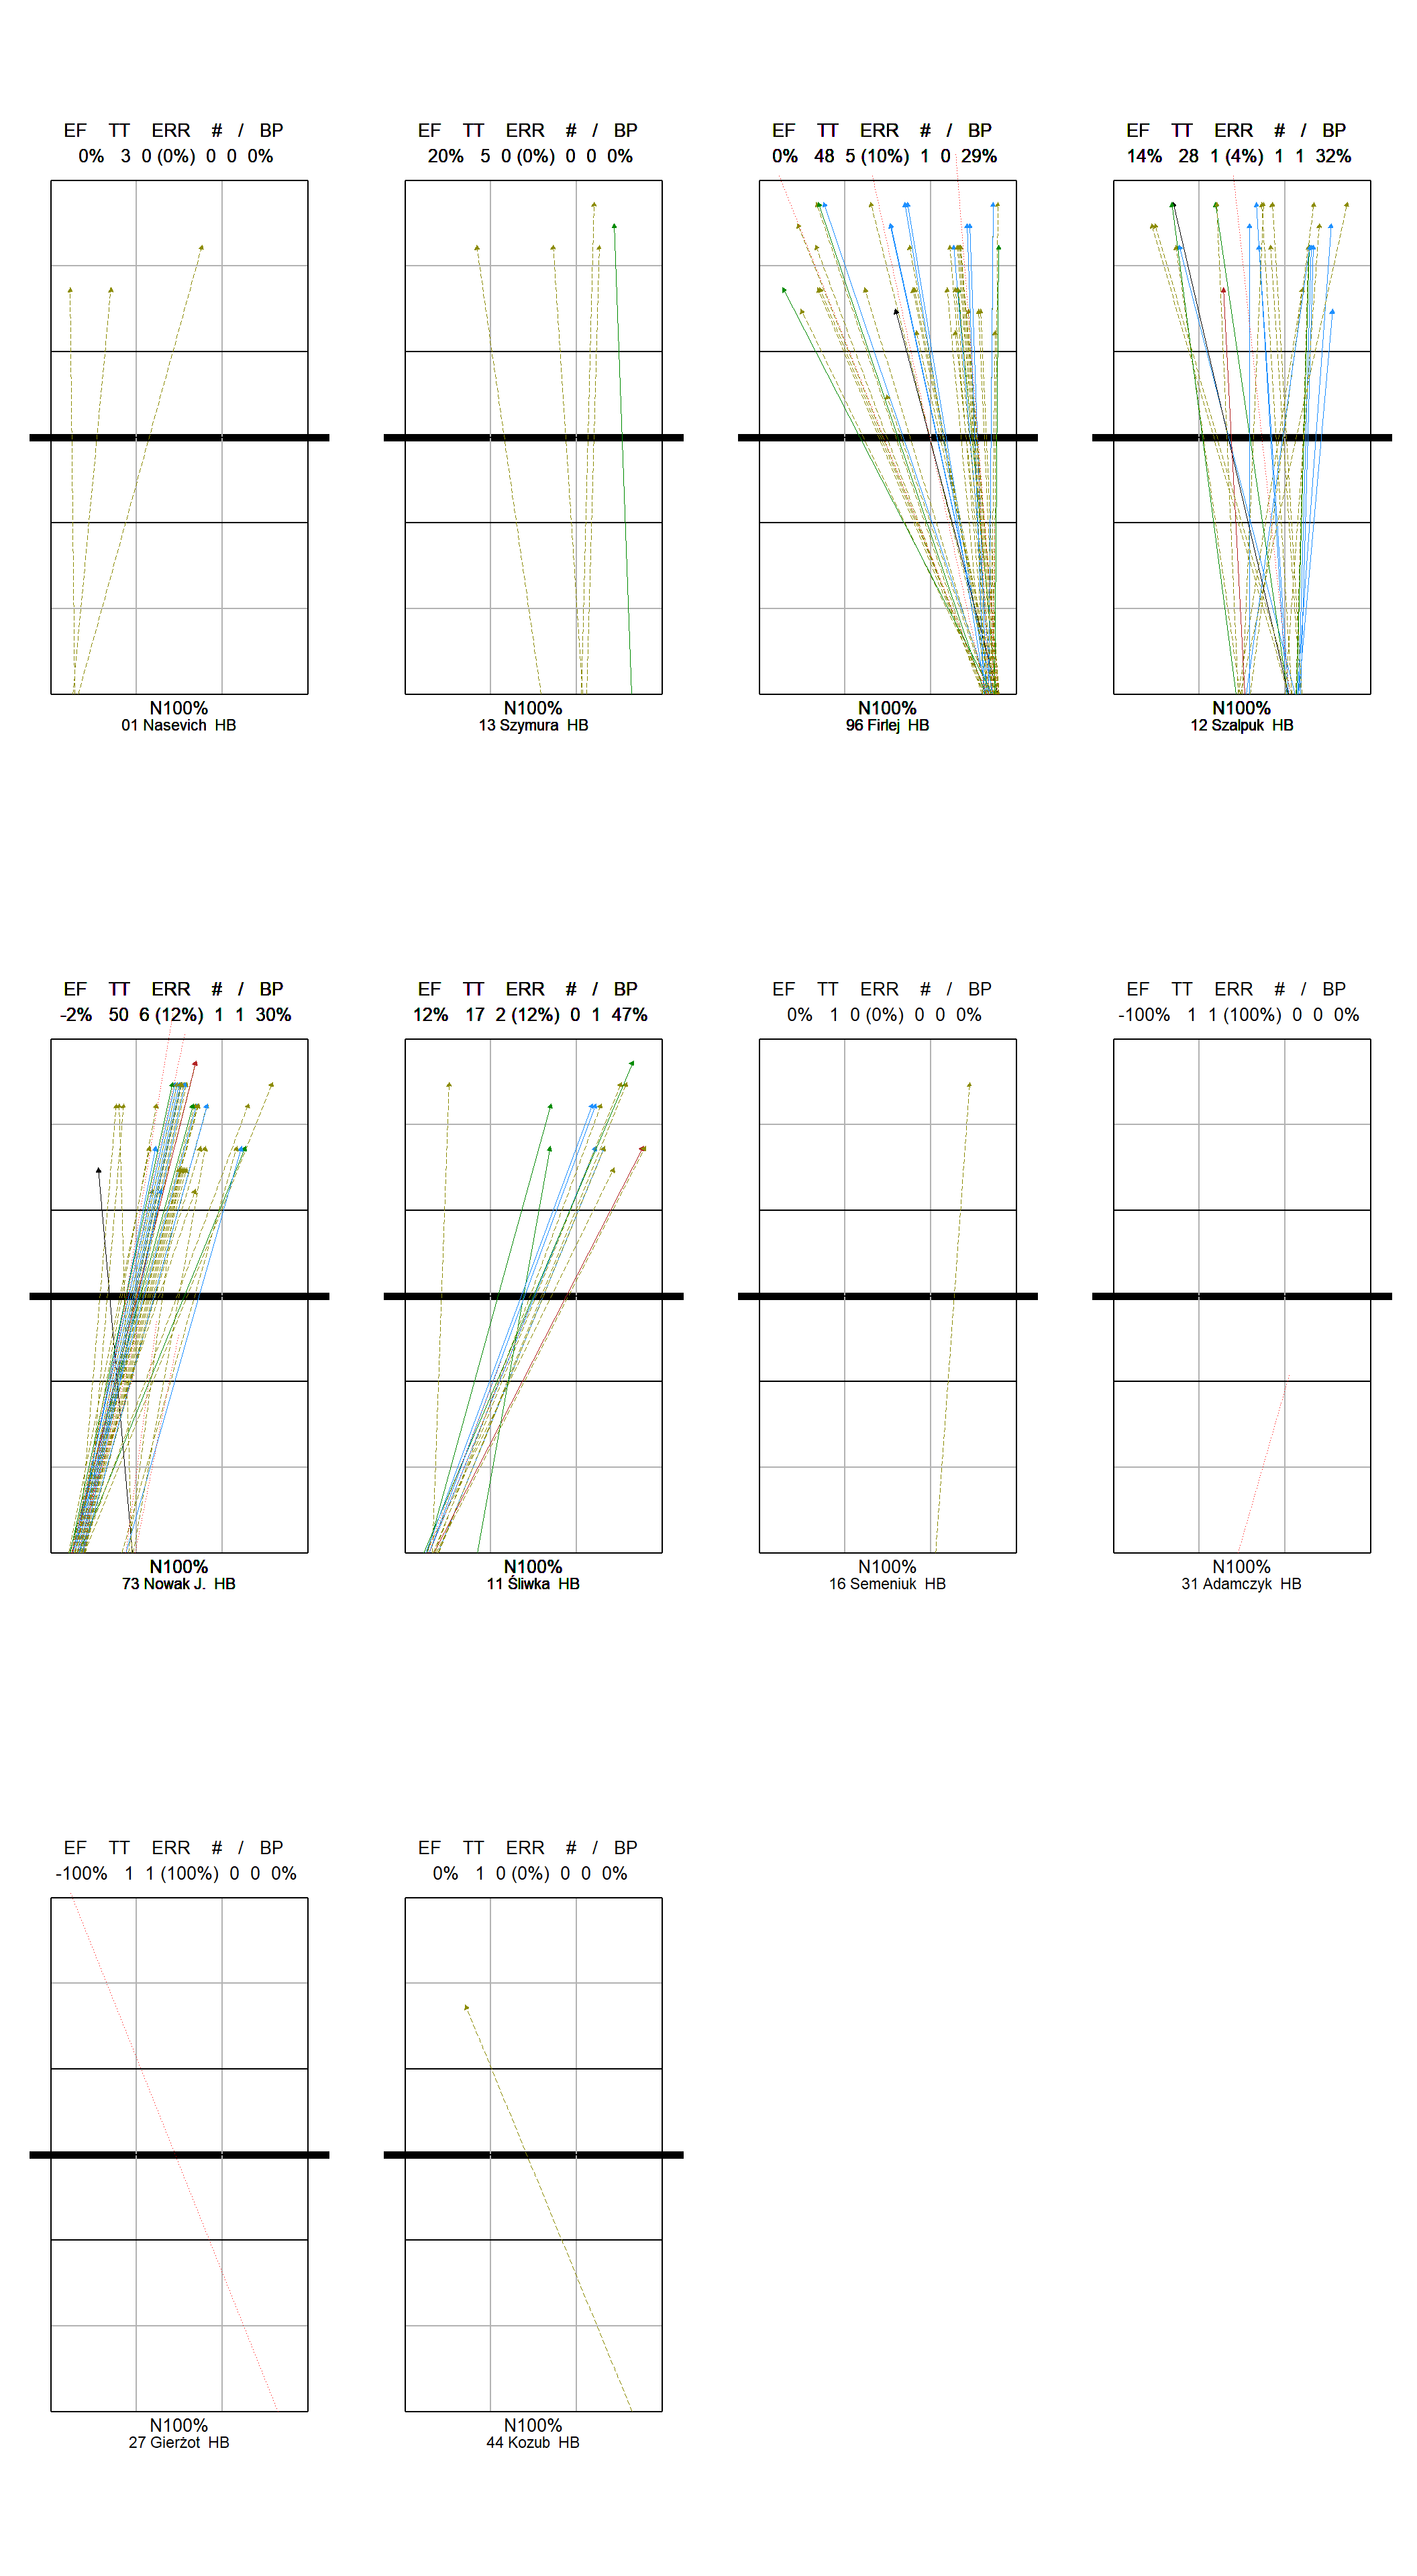 EF TT ERR # / BP
0% 3 0 (0%) 0 0 0%
N100%
01 Nasevich HB
EF TT ERR # / BP
20% 5 0 (0%) 0 0 0%
N100%
13 Szymura HB
EF TT ERR # / BP
0% 48 5 (10%) 1 0 29%
N100%
96 Firlej HB
EF TT ERR # / BP
14% 28 1 (4%) 1 1 32%
N100%
12 Szalpuk HB
EF TT ERR # / BP
-2% 50 6 (12%) 1 1 30%
N100%
73 Nowak J. HB
EF TT ERR # / BP
12% 17 2 (12%) 0 1 47%
N100%
11 Śliwka HB
EF TT ERR # / BP
0% 1 0 (0%) 0 0 0%
N100%
16 Semeniuk HB
EF TT ERR # / BP
-100% 1 1 (100%) 0 0 0%
N100%
31 Adamczyk HB
EF TT ERR # / BP
-100% 1 1 (100%) 0 0 0%
N100%
27 Gierżot HB
EF TT ERR # / BP
0% 1 0 (0%) 0 0 0%
N100%
44 Kozub HB